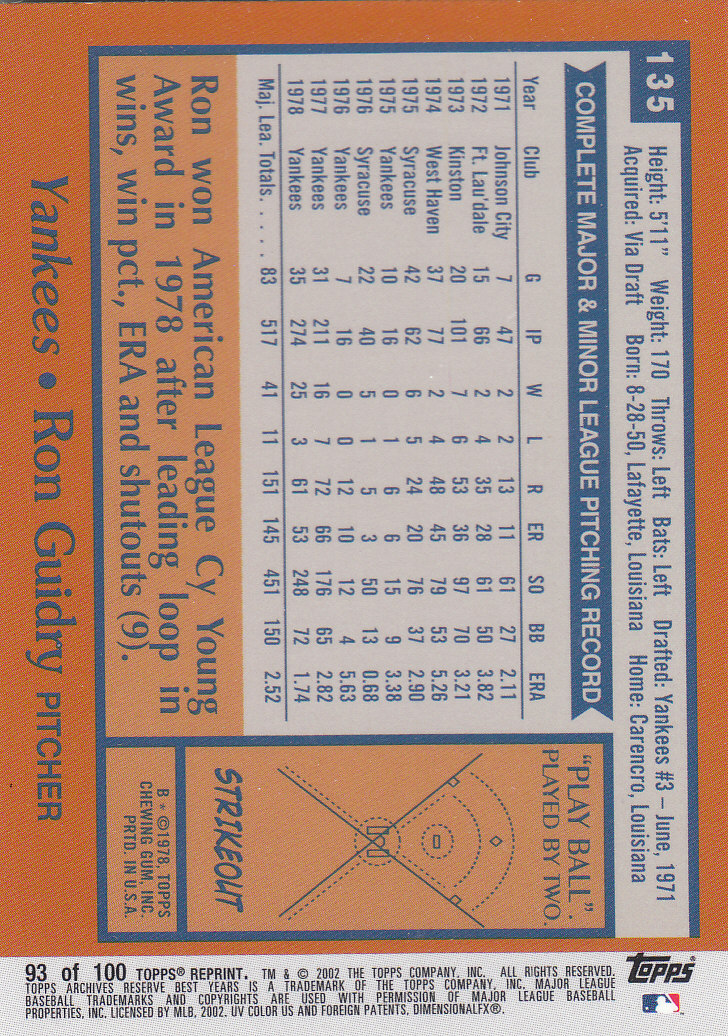 135
Height: 5'11" Weight: 170 Throws: Left Bats: Left Drafted: Yankees #3 – June, 1971
Acquired: Via Draft Born: 8-28-50, Lafayette, Louisiana Home: Carencro, Louisiana
COMPLETE MAJOR & MINOR LEAGUE PITCHING RECORD
Year Club G IP W L R ER SO BB ERA
1971 Johnson City 7 47 2 2 13 11 61 27 2.11
1972 Ft. Laud'dale 15 66 2 4 35 28 61 50 3.82
1973 Kinston 20 101 7 6 53 36 97 70 3.21
1974 West Haven 37 77 2 4 48 45 79 53 5.26
1975 Syracuse 42 62 6 5 24 20 76 37 2.90
1975 Yankees 10 16 0 1 6 6 15 9 3.38
1976 Syracuse 22 40 5 1 5 3 50 13 0.68
1976 Yankees 7 16 0 0 12 10 12 4 5.63
1977 Yankees 31 211 16 7 72 66 176 65 2.82
1978 Yankees 35 274 25 3 61 53 248 72 1.74
Maj. Lea. Totals. . . . . 83 517 41 11 151 145 451 150 2.52
Ron won American League Cy Young
Award in 1978 after leading loop in
wins, win pct., ERA and shutouts (9).
"PLAY BALL".
PLAYED BY TWO.
STRIKEOUT
B * ©1978, TOPPS
CHEWING GUM, INC.
PRTD. IN U.S.A.
Yankees • Ron Guidry PITCHER
93 of 100 TOPPS® REPRINT. TM & © 2002 THE TOPPS COMPANY, INC. ALL RIGHTS RESERVED.
TOPPS ARCHIVES RESERVE BEST YEARS IS A TRADEMARK OF THE TOPPS COMPANY, INC. MAJOR LEAGUE
BASEBALL TRADEMARKS AND COPYRIGHTS ARE USED WITH PERMISSION OF MAJOR LEAGUE BASEBALL
PROPERTIES, INC. LICENSED BY MLB, 2002. UV COLOR US AND FOREIGN PATENTS, DIMENSIONALFX®.
TOPPS